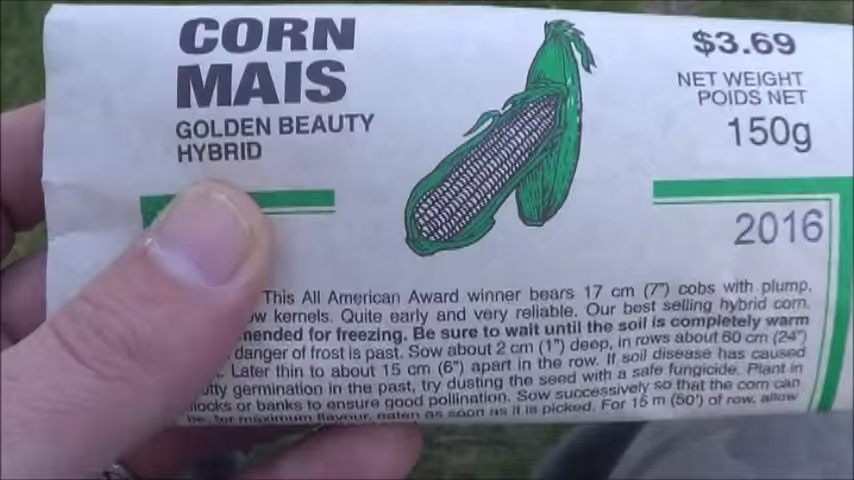 CORN
MAIS
GOLDEN BEAUTY
HYBRID
$3.69
NET WEIGHT
POIDS NET
150g
2016
This All American Award winner bears 17 cm (7") cobs with plump,
kernels. Quite early and very reliable. Our best selling hybrid corn.
for freezing. Be sure to wait until the soil is completely warm
danger of frost is past. Sow about 2 cm (1") deep, in rows about 60 cm (24")
Later thin to about 15 cm (6") apart in the row. If soil disease has caused
germination in the past, try dusting the seed with a safe fungicide. Plant in
or banks to ensure good pollination. Sow successively so that the corn can
be, for maximum flavour, eaten as soon as it is picked. For 15 m (50') of row, allow